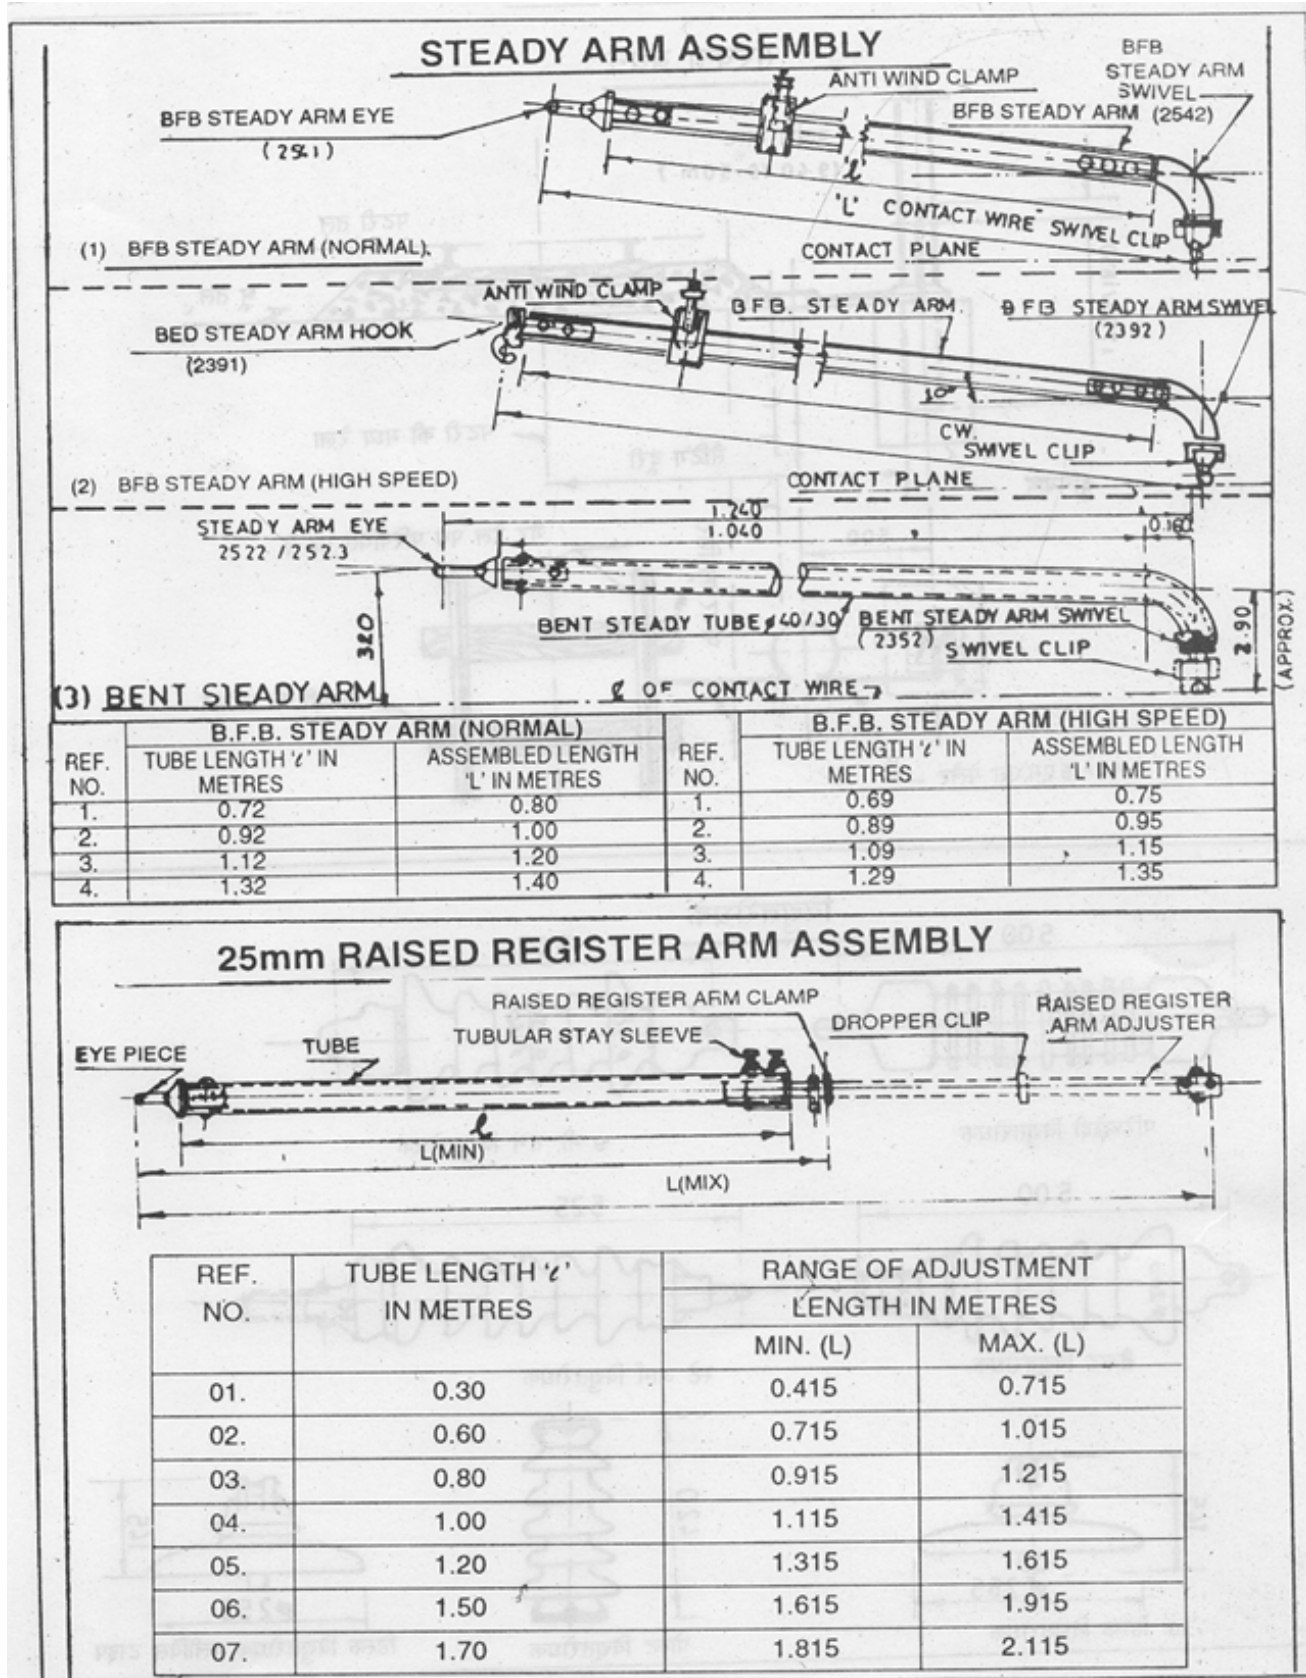 STEADY ARM ASSEMBLY
BFB
STEADY ARM
SWIVEL
(2542)
ANTI WIND CLAMP
BFB STEADY ARM
BFB STEADY ARM EYE
(2541)
ℓ
'L' CONTACT WIRE SWIVEL CLIP
(1) BFB STEADY ARM (NORMAL).
CONTACT PLANE
ANTI WIND CLAMP
B.F.B. STEADY ARM
BFB STEADY ARM SWIVEL
(2392)
BED STEADY ARM HOOK
(2391)
10°
CW.
SWIVEL CLIP
(2) BFB STEADY ARM (HIGH SPEED)
CONTACT PLANE
1.240
1.040
0.160
STEADY ARM EYE
2522 / 2523
320
BENT STEADY TUBE ø 40/30
BENT STEADY ARM SWIVEL
(2352)
SWIVEL CLIP
2.90
(APPROX.)
(3) BENT STEADY ARM
℄ OF CONTACT WIRE
B.F.B. STEADY ARM (NORMAL) B.F.B. STEADY ARM (HIGH SPEED)
REF. NO. TUBE LENGTH 'ℓ' IN METRES ASSEMBLED LENGTH 'L' IN METRES REF. NO. TUBE LENGTH 'ℓ' IN METRES ASSEMBLED LENGTH 'L' IN METRES
1. 0.72 0.80 1. 0.69 0.75
2. 0.92 1.00 2. 0.89 0.95
3. 1.12 1.20 3. 1.09 1.15
4. 1.32 1.40 4. 1.29 1.35
25mm RAISED REGISTER ARM ASSEMBLY
RAISED REGISTER ARM CLAMP
TUBULAR STAY SLEEVE
DROPPER CLIP
RAISED REGISTER
ARM ADJUSTER
EYE PIECE
TUBE
ℓ
L(MIN)
L(MIX)
REF. NO. TUBE LENGTH 'ℓ' IN METRES RANGE OF ADJUSTMENT LENGTH IN METRES
MIN. (L) MAX. (L)
01. 0.30 0.415 0.715
02. 0.60 0.715 1.015
03. 0.80 0.915 1.215
04. 1.00 1.115 1.415
05. 1.20 1.315 1.615
06. 1.50 1.615 1.915
07. 1.70 1.815 2.115